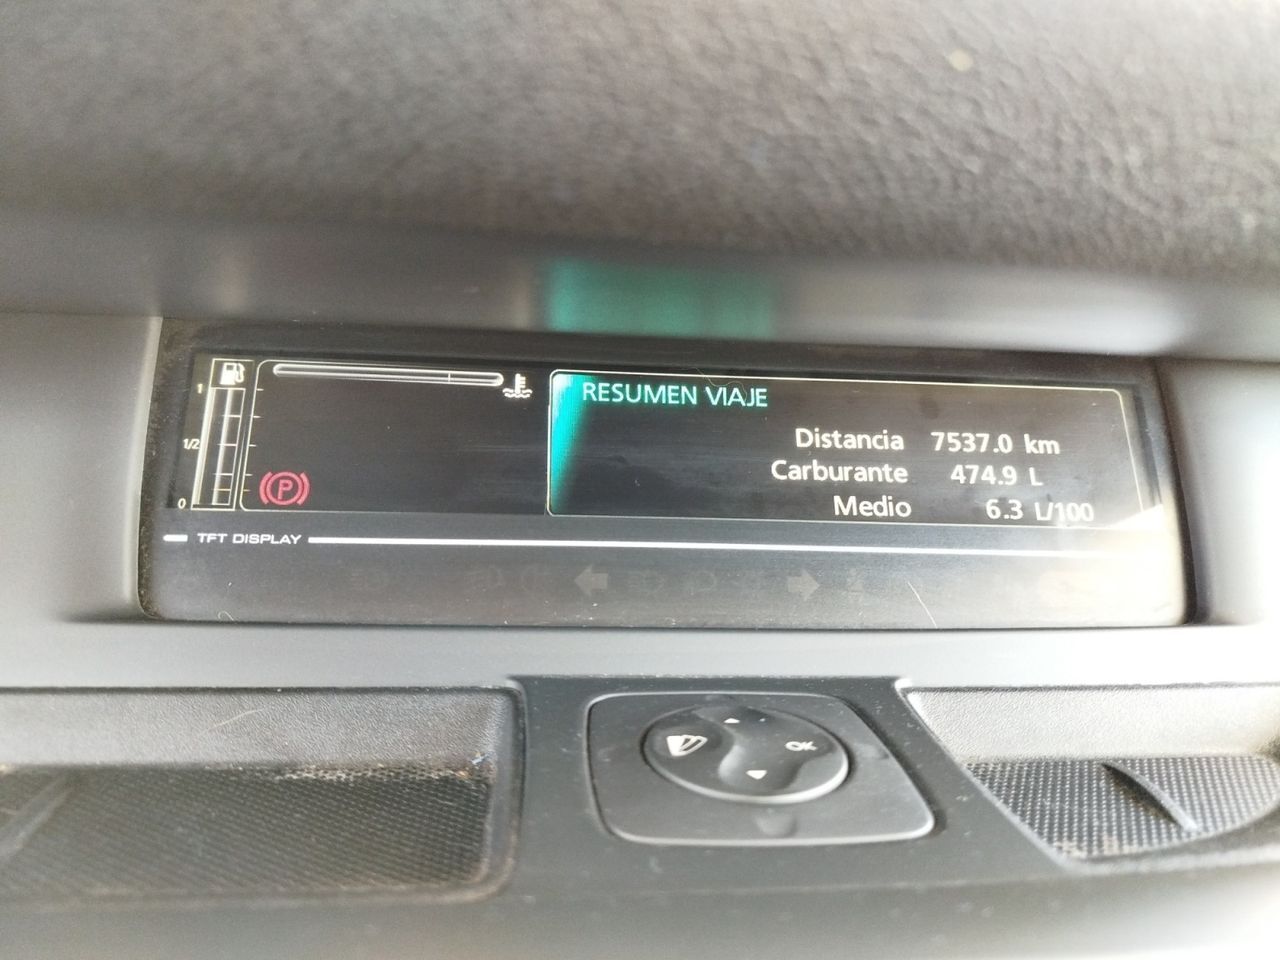 1
1/2
0
P
RESUMEN VIAJE
Distancia 7537.0 km
Carburante 474.9 L
Medio 6.3 L/100
TFT DISPLAY
OK